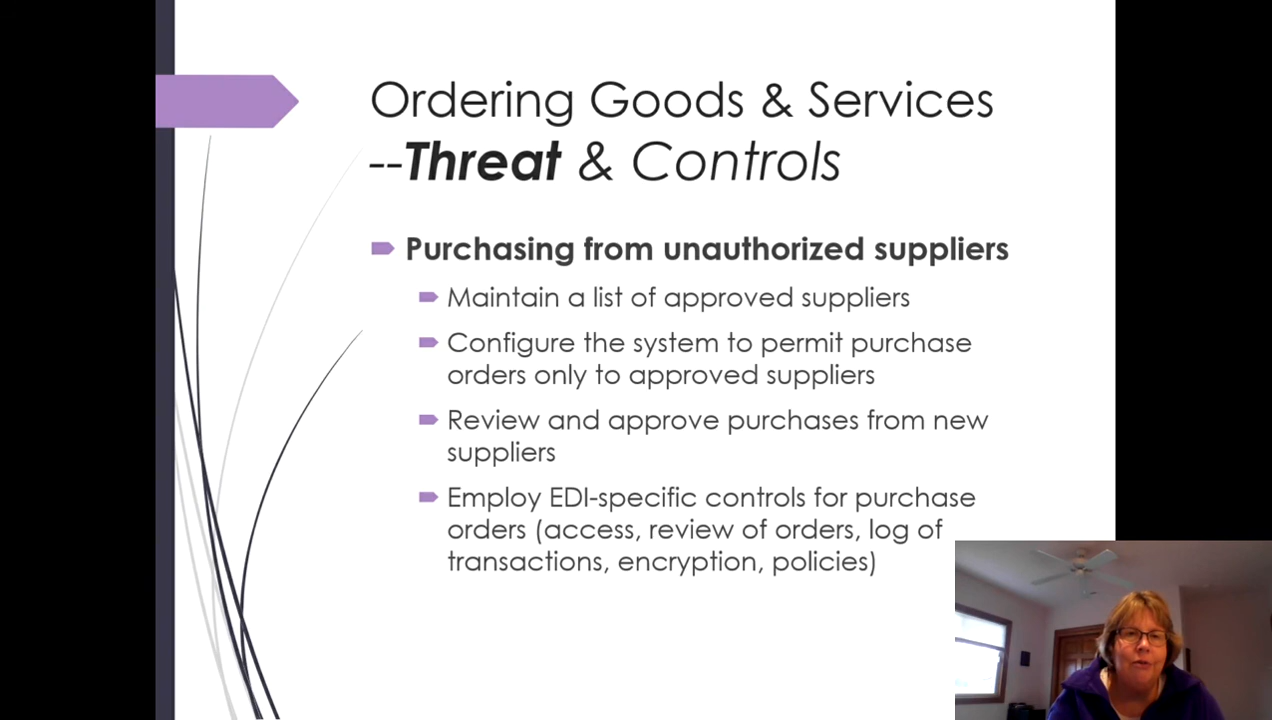 Ordering Goods & Services
--Threat & Controls
Purchasing from unauthorized suppliers
Maintain a list of approved suppliers
Configure the system to permit purchase
orders only to approved suppliers
Review and approve purchases from new
suppliers
Employ EDI-specific controls for purchase
orders (access, review of orders, log of
transactions, encryption, policies)